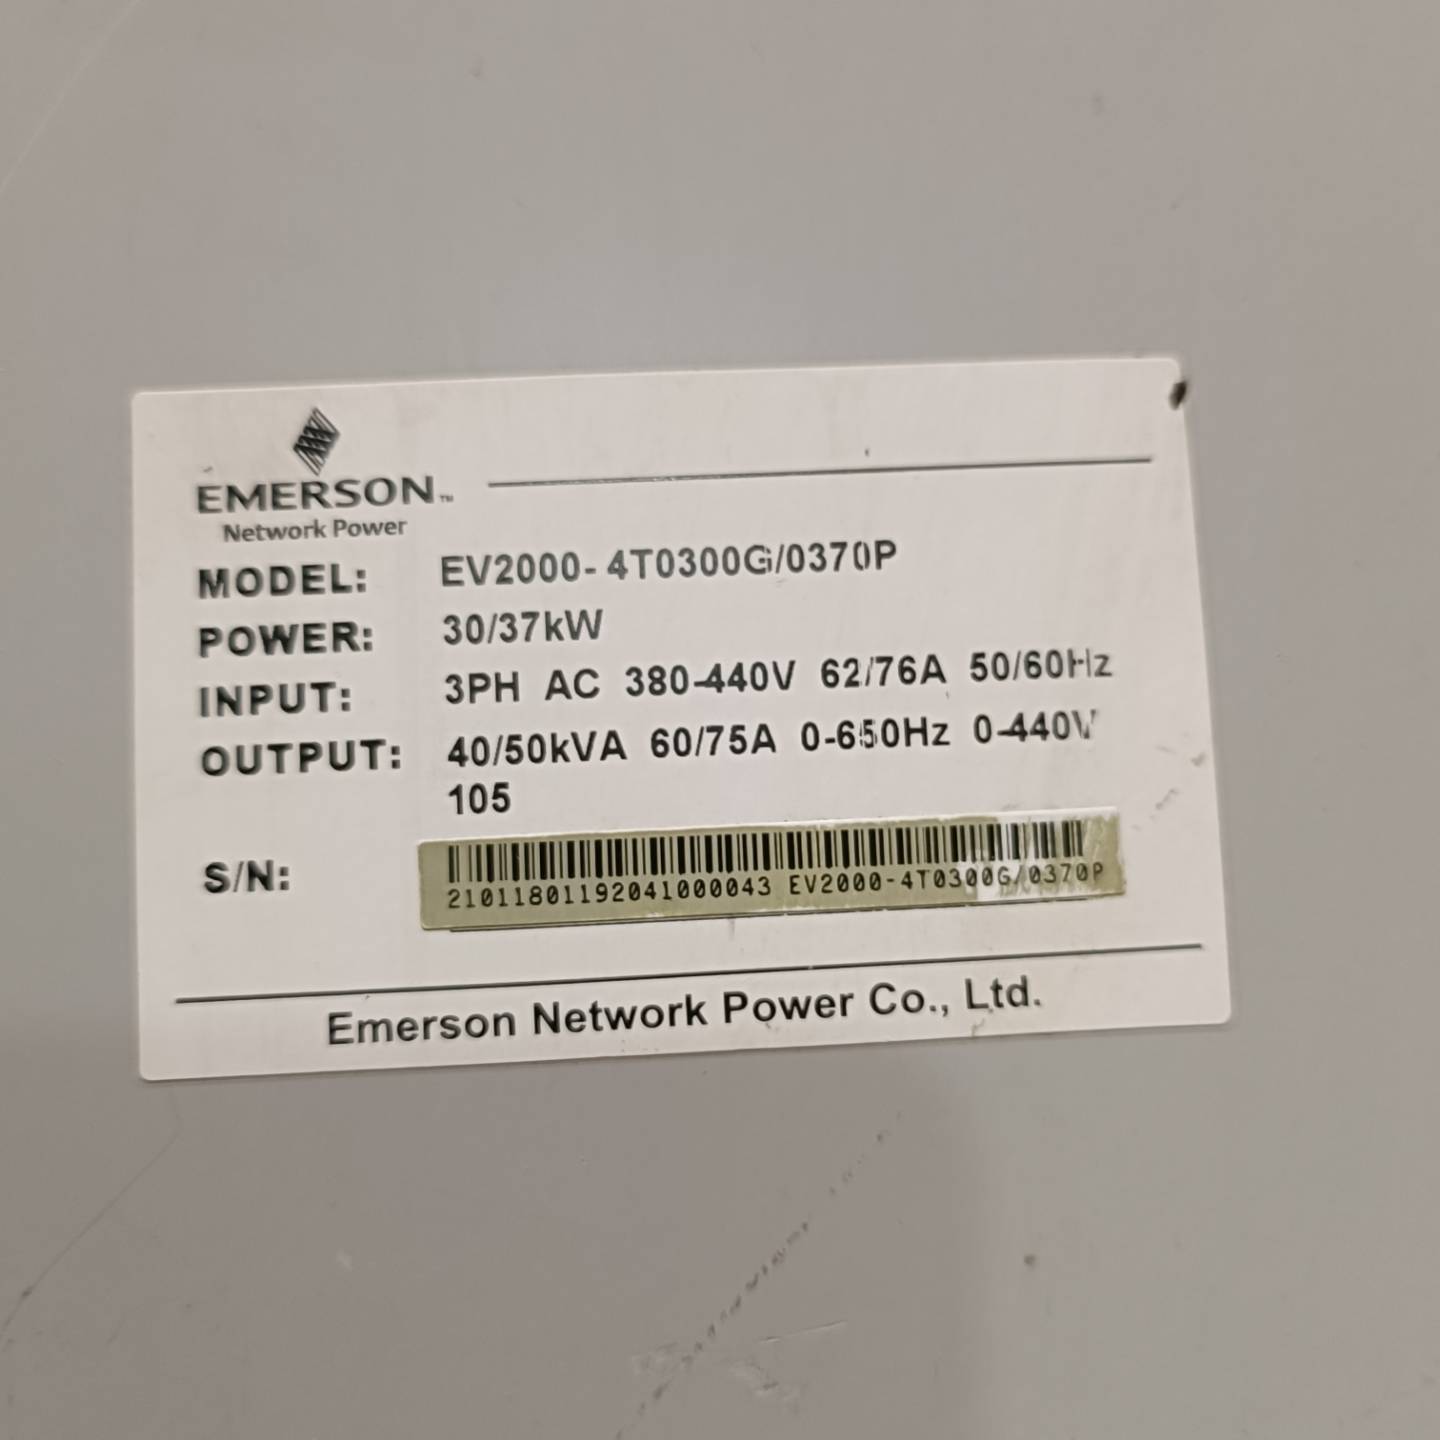 EMERSON™
Network Power
MODEL: EV2000-4T0300G/0370P
POWER: 30/37kW
INPUT: 3PH AC 380-440V 62/76A 50/60Hz
OUTPUT: 40/50kVA 60/75A 0-650Hz 0-440V
105
S/N:
21011801192041000043 EV2000-4T0300G/0370P
Emerson Network Power Co., Ltd.